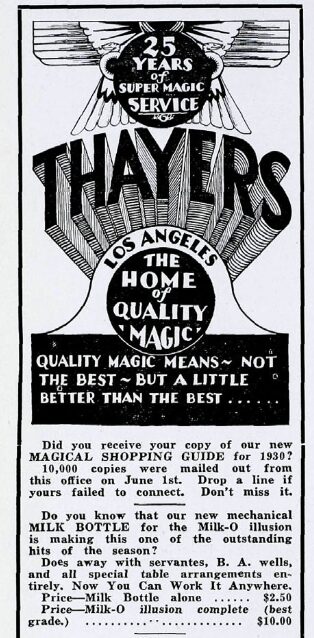 25
YEARS
of
SUPER MAGIC
SERVICE
THAYERS
LOS ANGELES
THE
HOME
of
QUALITY
MAGIC
QUALITY MAGIC MEANS ~ NOT
THE BEST ~ BUT A LITTLE
BETTER THAN THE BEST ......
Did you receive your copy of our new
MAGICAL SHOPPING GUIDE for 1930?
10,000 copies were mailed out from
this office on June 1st. Drop a line if
yours failed to connect. Don't miss it.
Do you know that our new mechanical
MILK BOTTLE for the Milk-O illusion
is making this one of the outstanding
hits of the season?
Does away with servantes, B. A. wells,
and all special table arrangements en-
tirely. Now You Can Work It Anywhere.
Price—Milk Bottle alone ...... $2.50
Price—Milk-O illusion complete (best
grade.) ........................ $10.00